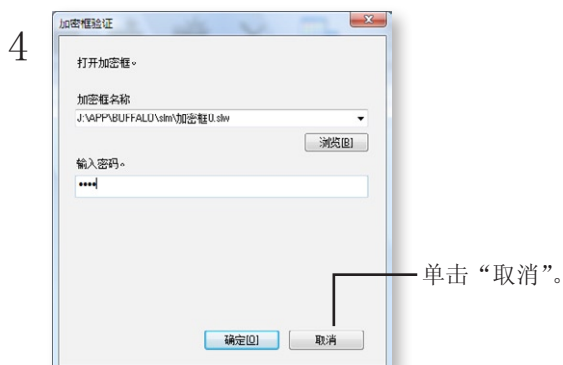 4
加密框验证
打开加密框。
加密框名称
J:\APP\BUFFALO\slm\加密框0.slw
浏览[B]
输入密码。
••••
单击“取消”。
确定[O]
取消